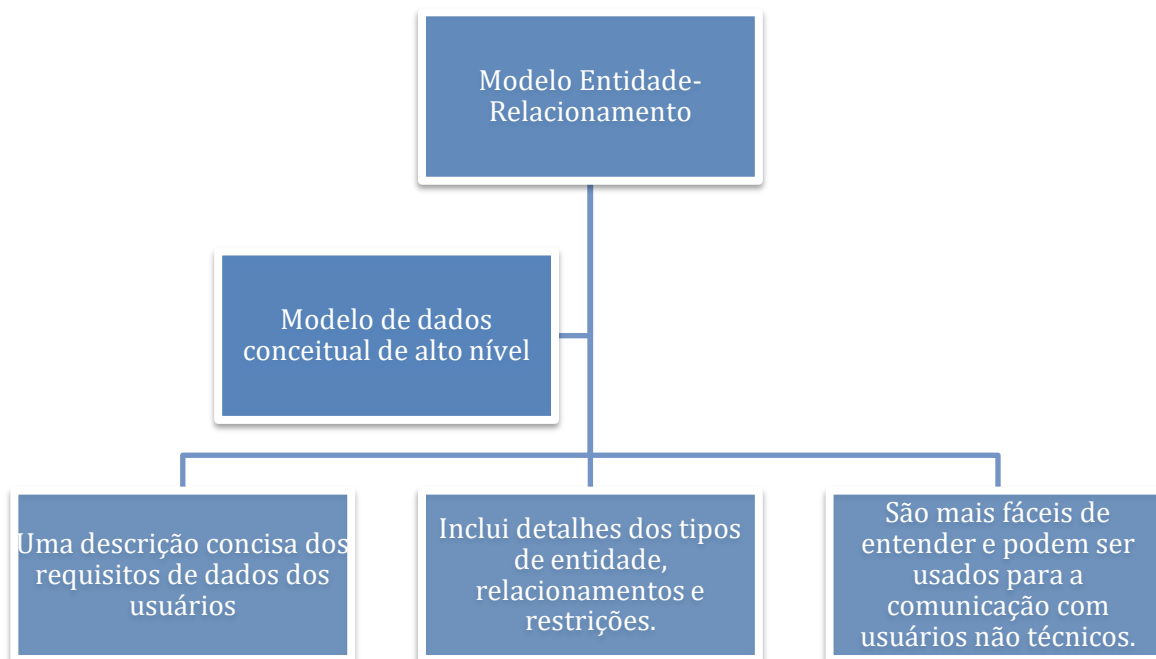 Modelo Entidade-
Relacionamento
Modelo de dados
conceitual de alto nível
Uma descrição concisa dos
requisitos de dados dos
usuários
Inclui detalhes dos tipos
de entidade,
relacionamentos e
restrições.
São mais fáceis de
entender e podem ser
usados para a
comunicação com
usuários não técnicos.